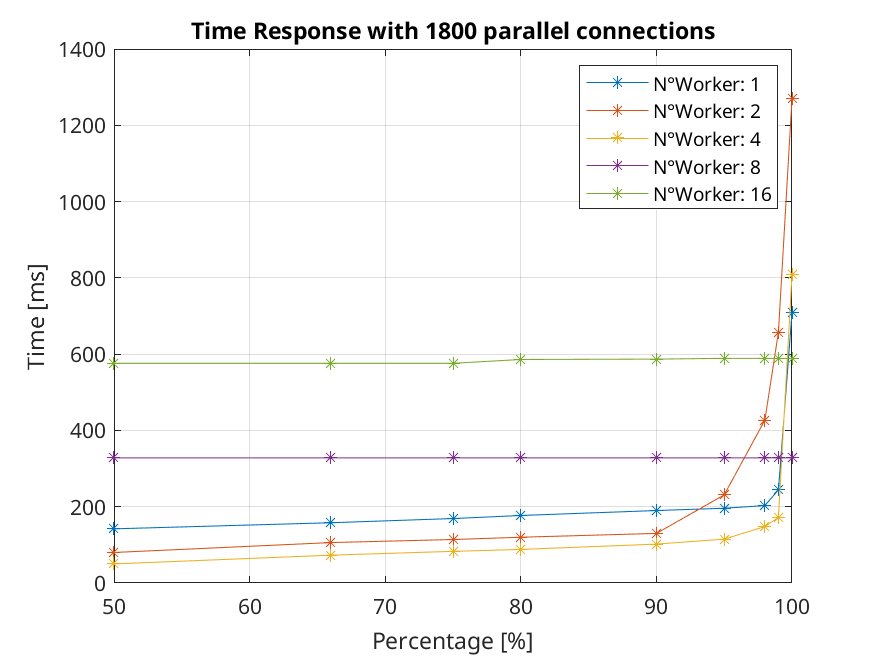 Time Response with 1800 parallel connections
1400
1200
1000
800
600
400
200
0
Time [ms]
N°Worker: 1
N°Worker: 2
N°Worker: 4
N°Worker: 8
N°Worker: 16
50
60
70
80
90
100
Percentage [%]